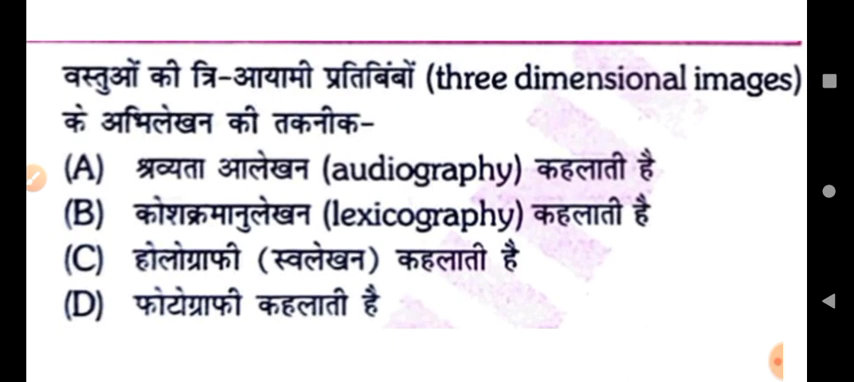 वस्तुओं की त्रि-आयामी प्रतिबिंबों (three dimensional images)
के अभिलेखन की तकनीक-
(A) श्रव्यता आलेखन (audiography) कहलाती है
(B) कोशक्रमानुलेखन (lexicography) कहलाती है
(C) होलोग्राफी (स्वलेखन) कहलाती है
(D) फोटोग्राफी कहलाती है